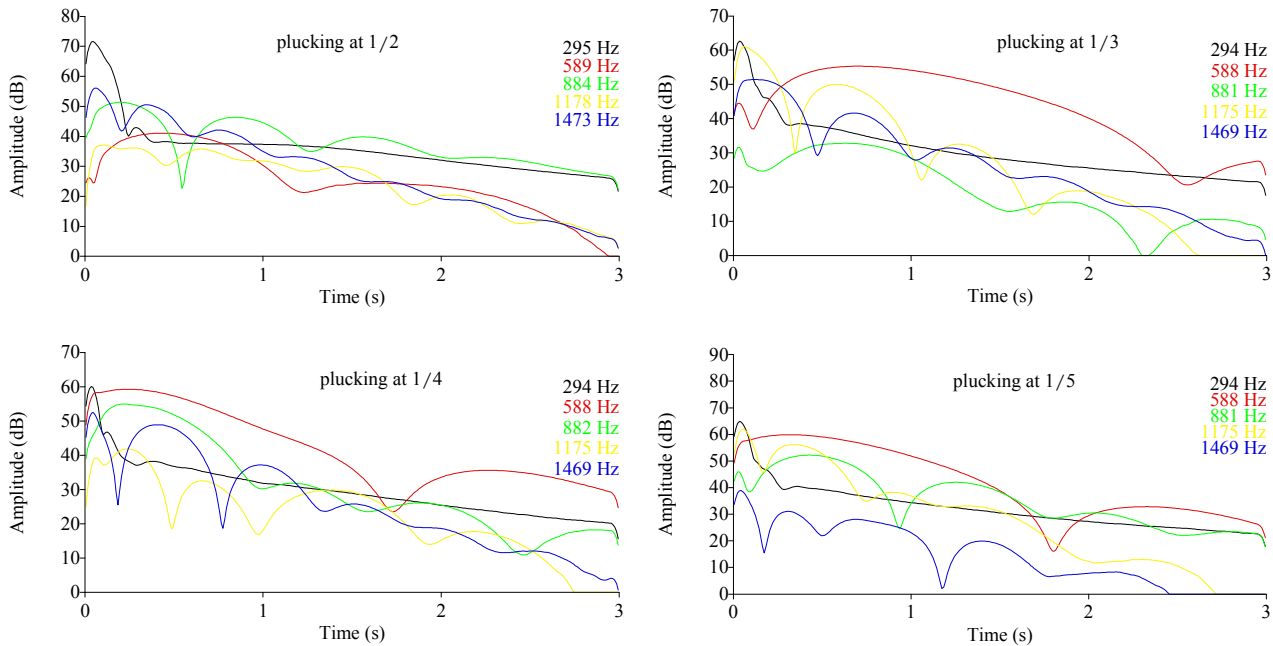 80
70
60
50
40
30
20
10
0
Amplitude (dB)
plucking at 1/2
295 Hz
589 Hz
884 Hz
1178 Hz
1473 Hz
0 1 2 3
Time (s)
70
60
50
40
30
20
10
0
Amplitude (dB)
plucking at 1/3
294 Hz
588 Hz
881 Hz
1175 Hz
1469 Hz
0 1 2 3
Time (s)
70
60
50
40
30
20
10
0
Amplitude (dB)
plucking at 1/4
294 Hz
588 Hz
882 Hz
1175 Hz
1469 Hz
0 1 2 3
Time (s)
90
80
70
60
50
40
30
20
10
0
Amplitude (dB)
plucking at 1/5
294 Hz
588 Hz
881 Hz
1175 Hz
1469 Hz
0 1 2 3
Time (s)